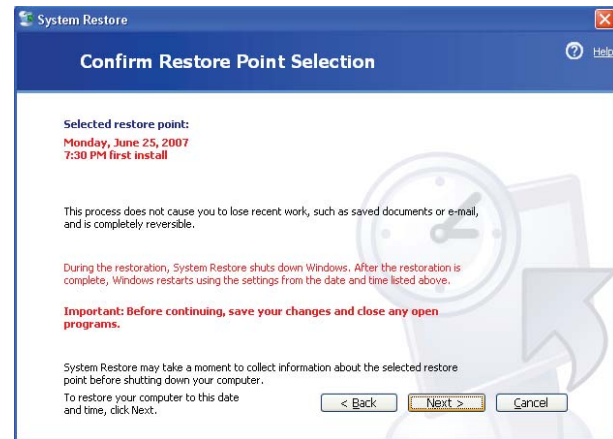 System Restore
Confirm Restore Point Selection
Help
Selected restore point:
Monday, June 25, 2007
7:30 PM first install
This process does not cause you to lose recent work, such as saved documents or e-mail,
and is completely reversible.
During the restoration, System Restore shuts down Windows. After the restoration is
complete, Windows restarts using the settings from the date and time listed above.
Important: Before continuing, save your changes and close any open
programs.
System Restore may take a moment to collect information about the selected restore
point before shutting down your computer.
To restore your computer to this date
and time, click Next.
< Back Next > Cancel